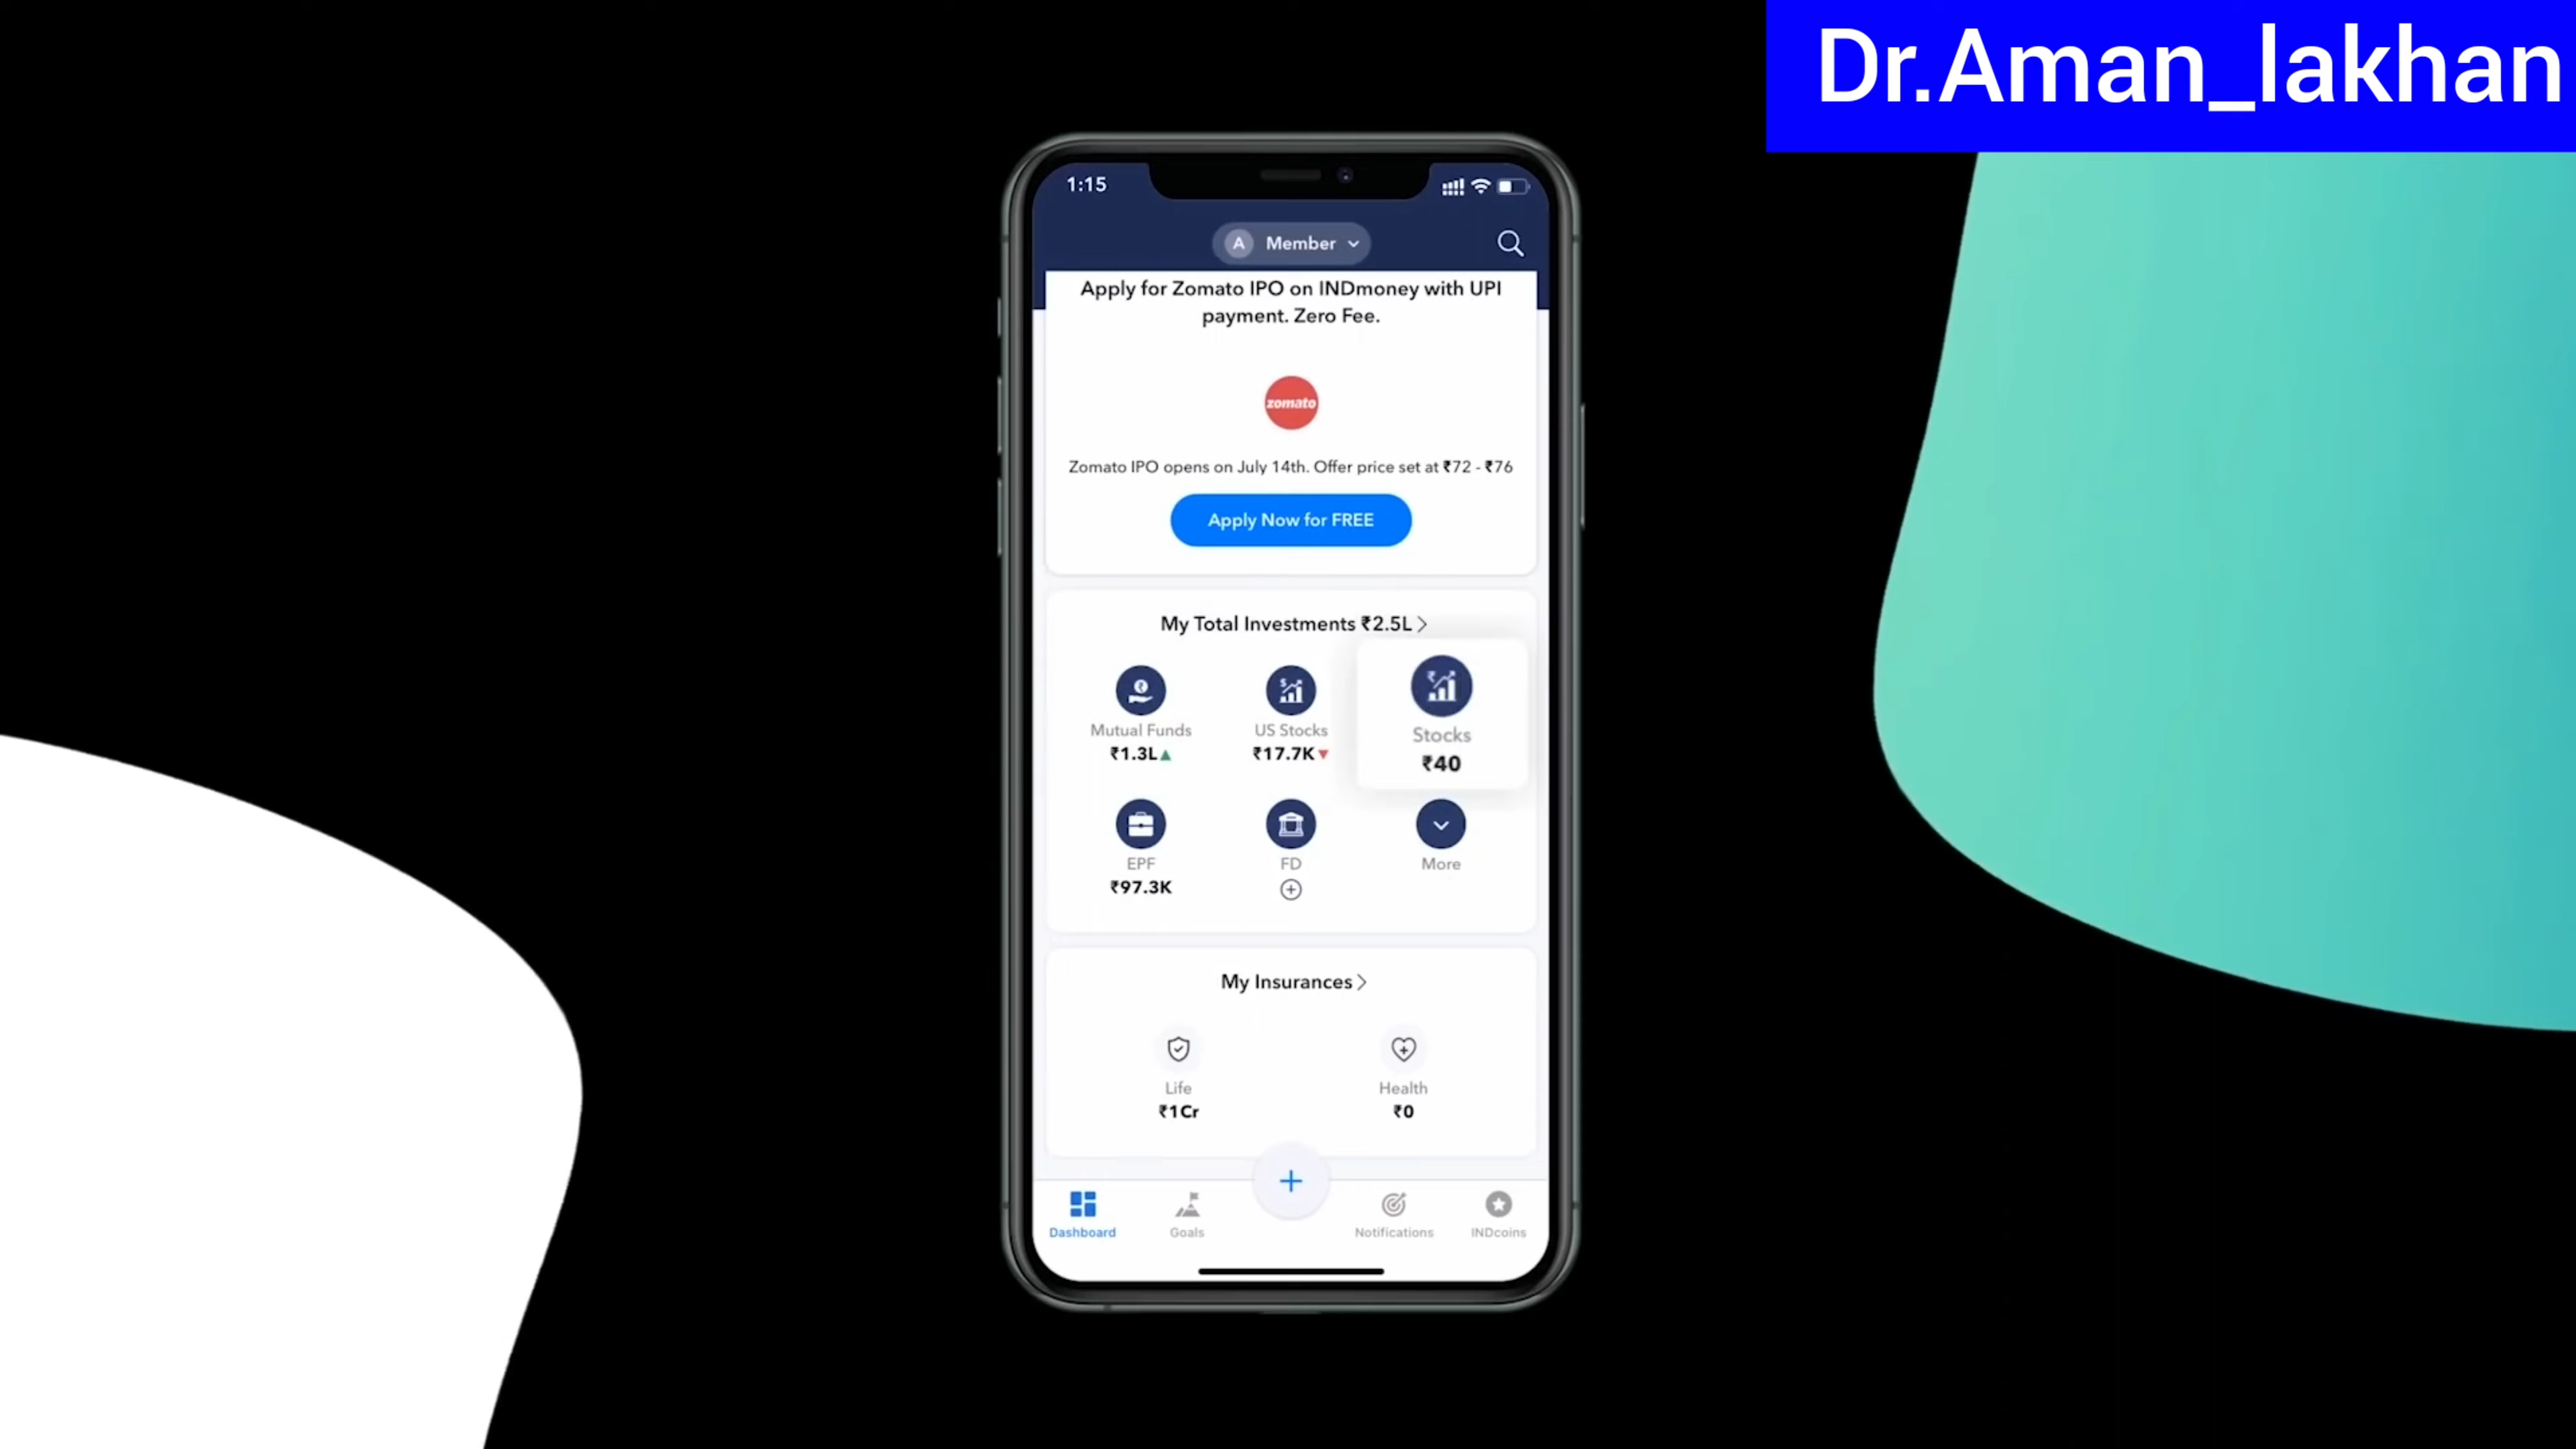 Dr.Aman_lakhan
1:15
A Member
Apply for Zomato IPO on INDmoney with UPI
payment. Zero Fee.
zomato
Zomato IPO opens on July 14th. Offer price set at ₹72 - ₹76
Apply Now for FREE
My Total Investments ₹2.5L >
Mutual Funds
₹1.3L
US Stocks
₹17.7K
Stocks
₹40
EPF
₹97.3K
FD
More
My Insurances >
Life
₹1Cr
Health
₹0
Dashboard
Goals
Notifications
INDcoins